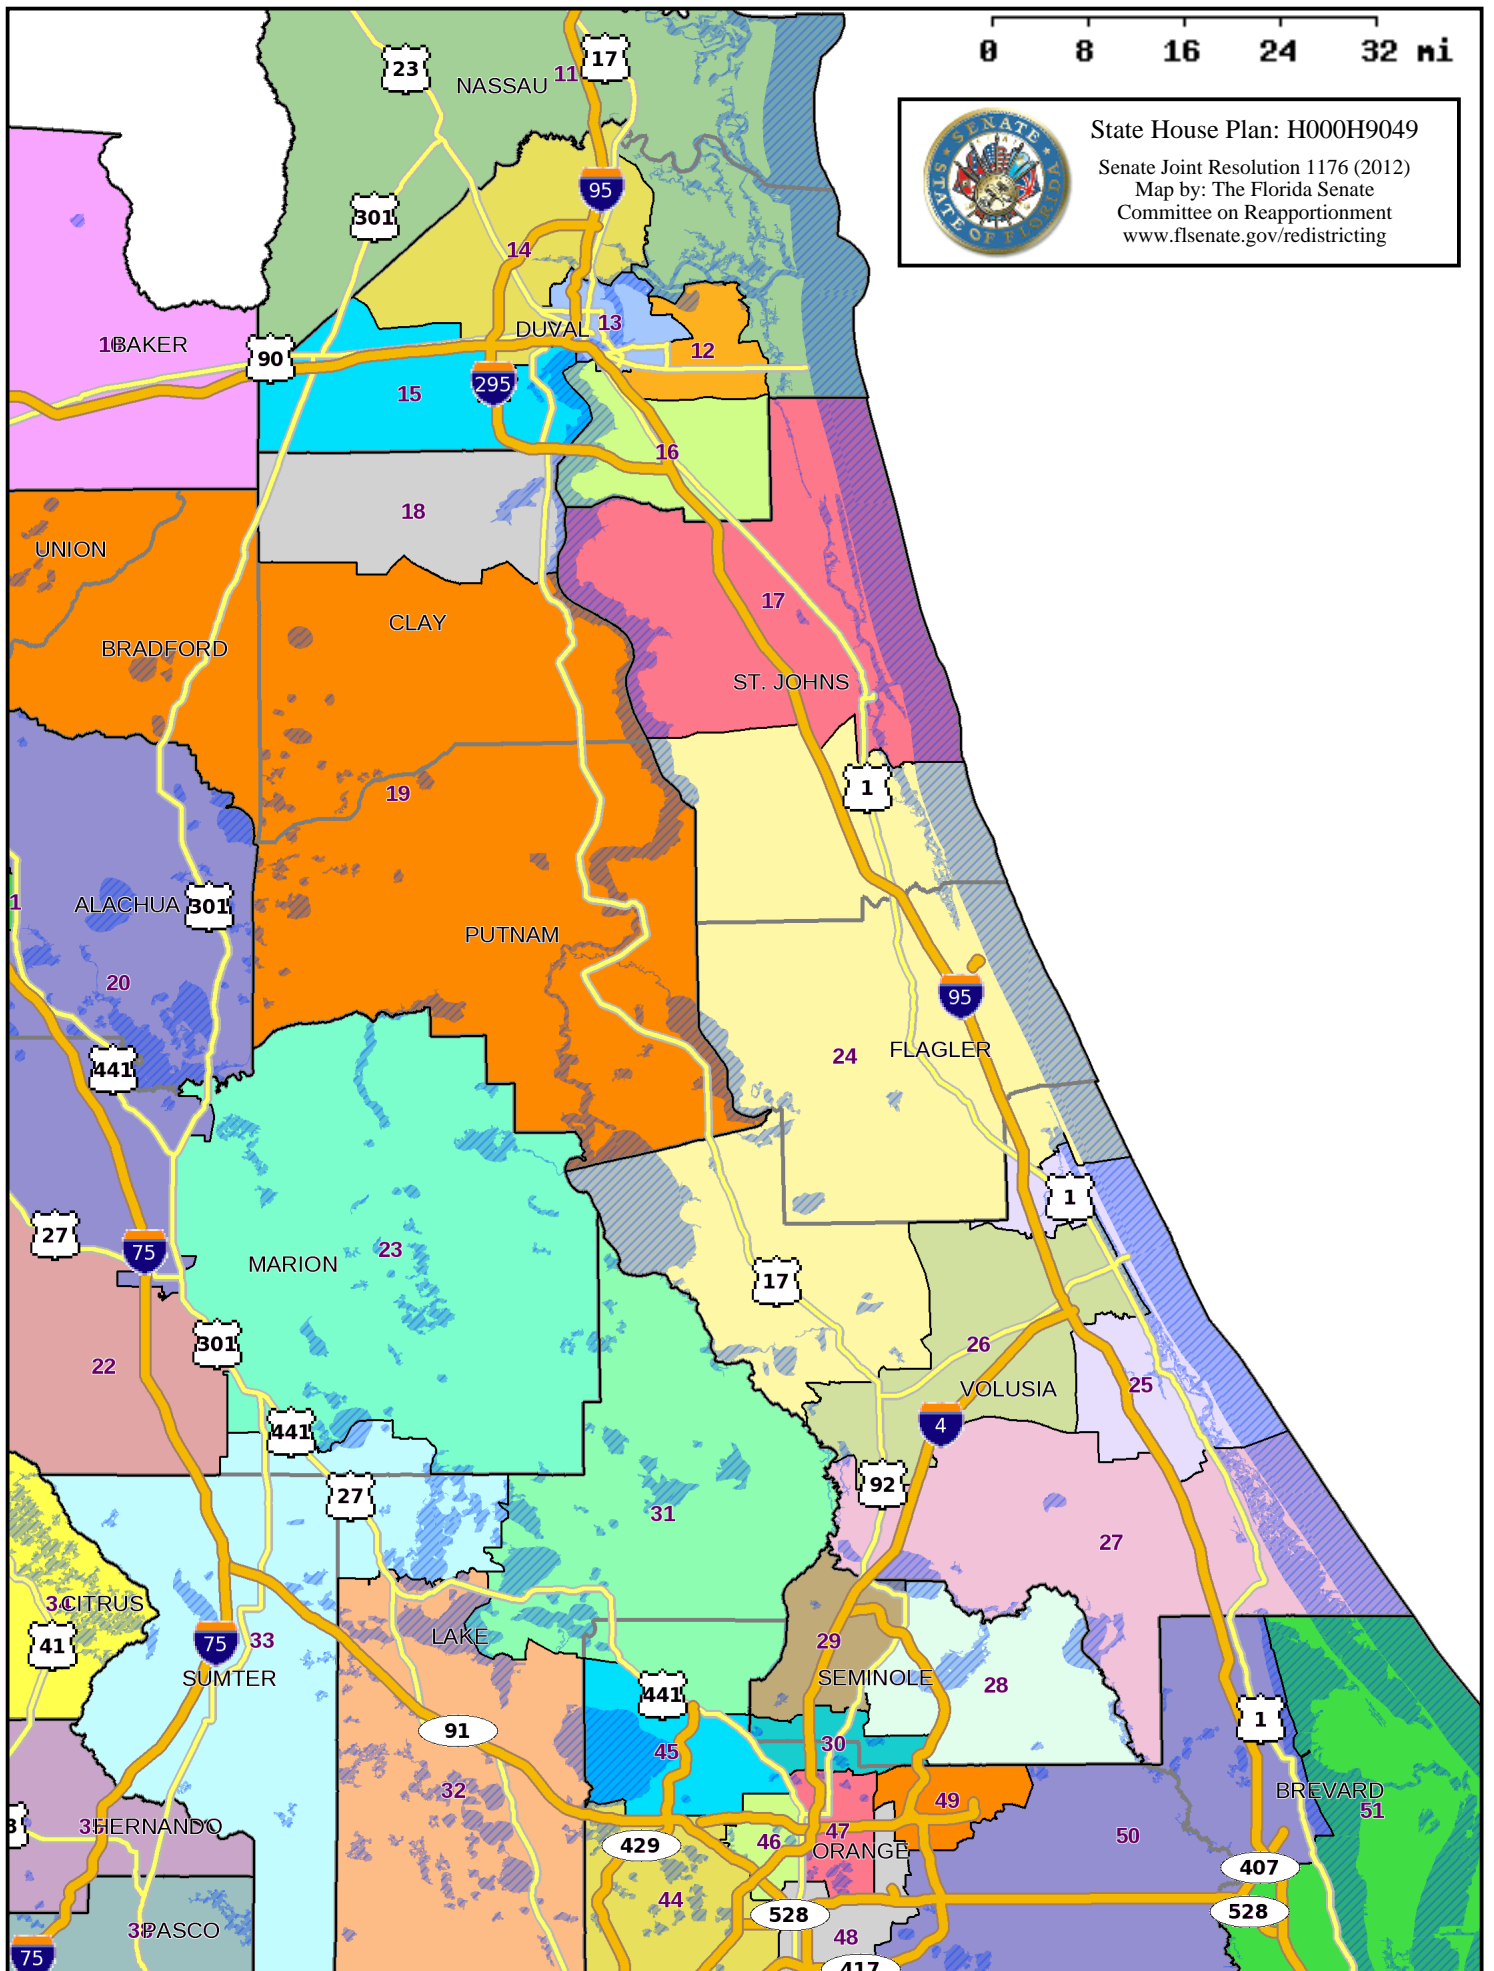 0 8 16 24 32 mi
State House Plan: H000H9049
Senate Joint Resolution 1176 (2012)
Map by: The Florida Senate
Committee on Reapportionment
www.flsenate.gov/redistricting
SENATE
STATE OF FLORIDA
23
NASSAU
11
17
95
301
14
13
DUVAL
12
BAKER
90
295
15
16
18
UNION
17
CLAY
BRADFORD
ST. JOHNS
1
19
ALACHUA
301
PUTNAM
20
95
24
FLAGLER
441
1
27
75
MARION
23
17
301
22
26
25
VOLUSIA
4
441
92
27
31
27
CITRUS
41
75
33
LAKE
29
SUMTER
SEMINOLE
28
441
1
91
45
30
32
BREVARD
51
49
HERNANDO
429
46
47
50
ORANGE
407
44
528
528
PASCO
48
75
417